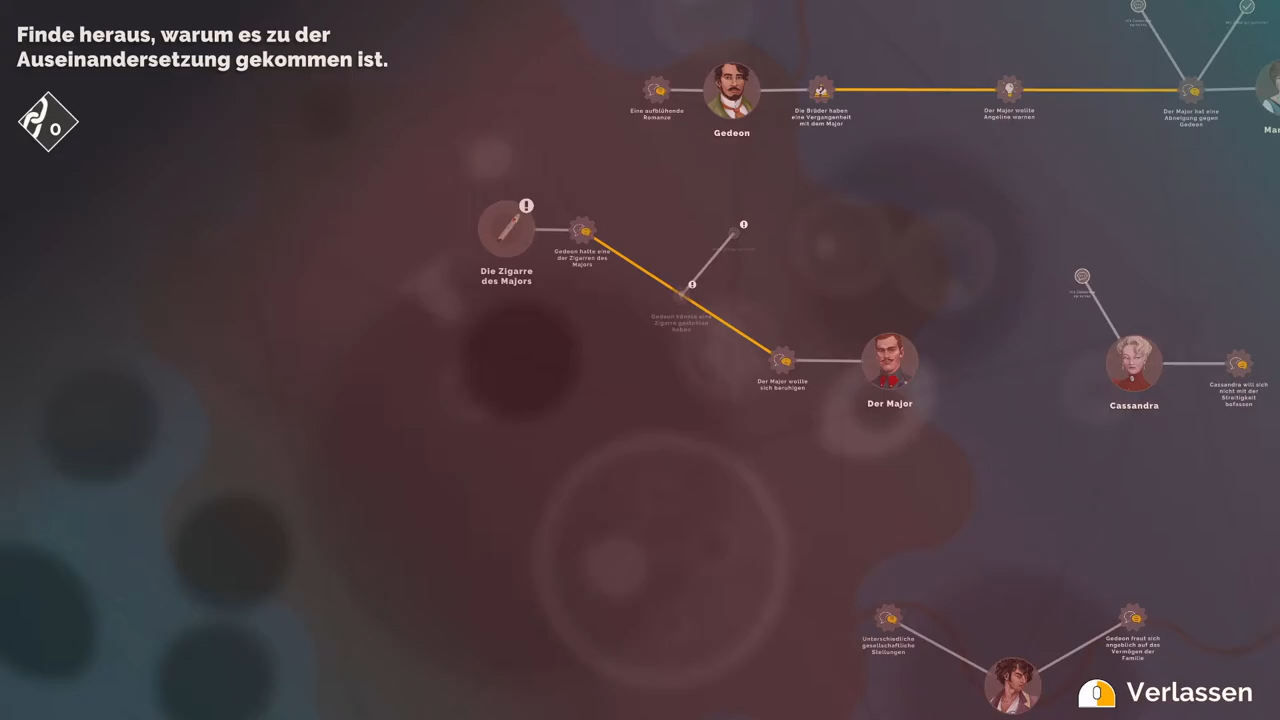 Finde heraus, warum es zu der
Auseinandersetzung gekommen ist.
0
Eine aufblühende
Romanze
Gedeon
Die Brüder haben
eine Vergangenheit
mit dem Major
Der Major wollte
Angeline warnen
Der Major hat eine
Abneigung gegen
Gedeon
Mar
Die Zigarre
des Majors
Gedeon hatte eine
der Zigarren des
Majors
Gedeon könnte eine
Zigarre gestohlen
haben
Der Major wollte
sich beruhigen
Der Major
Cassandra
Cassandra will sich
nicht mit der
Streitigkeit
befassen
Unterschiedliche
gesellschaftliche
Stellungen
Gedeon freut sich
angeblich auf das
Vermögen der
Familie
Verlassen